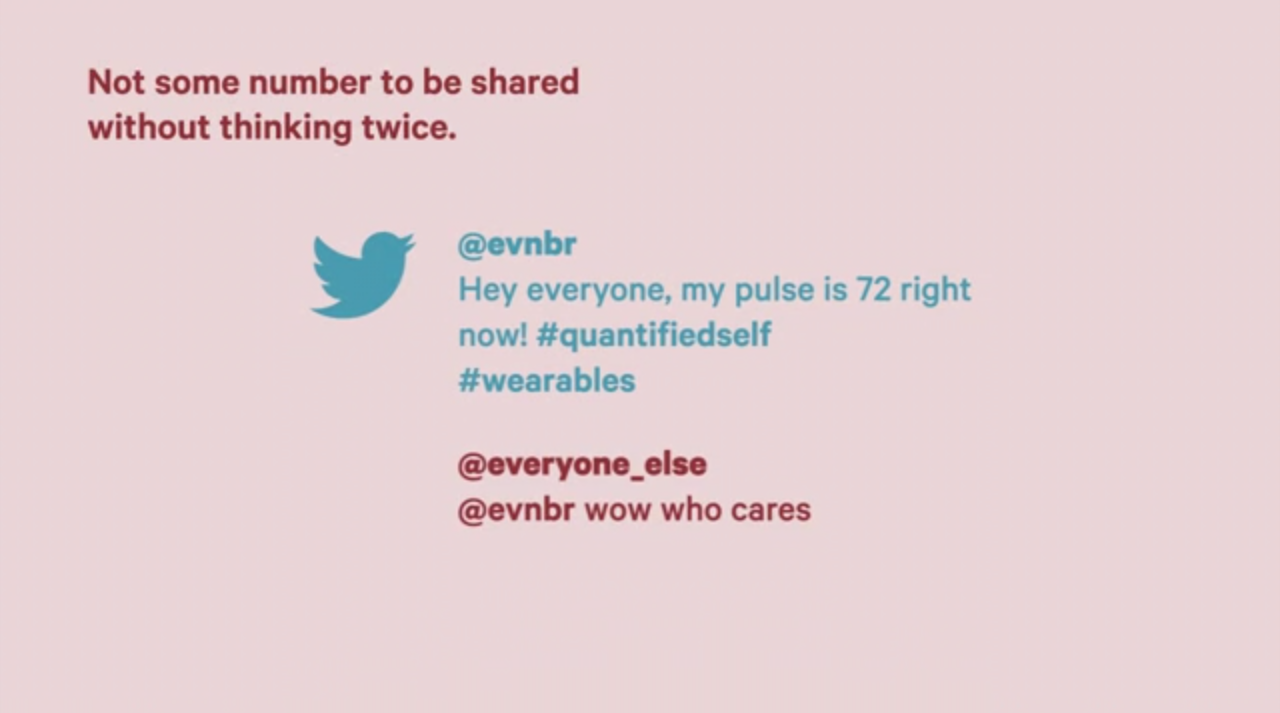 Not some number to be shared
without thinking twice.
@evnbr
Hey everyone, my pulse is 72 right
now! #quantifiedself
#wearables
@everyone_else
@evnbr wow who cares